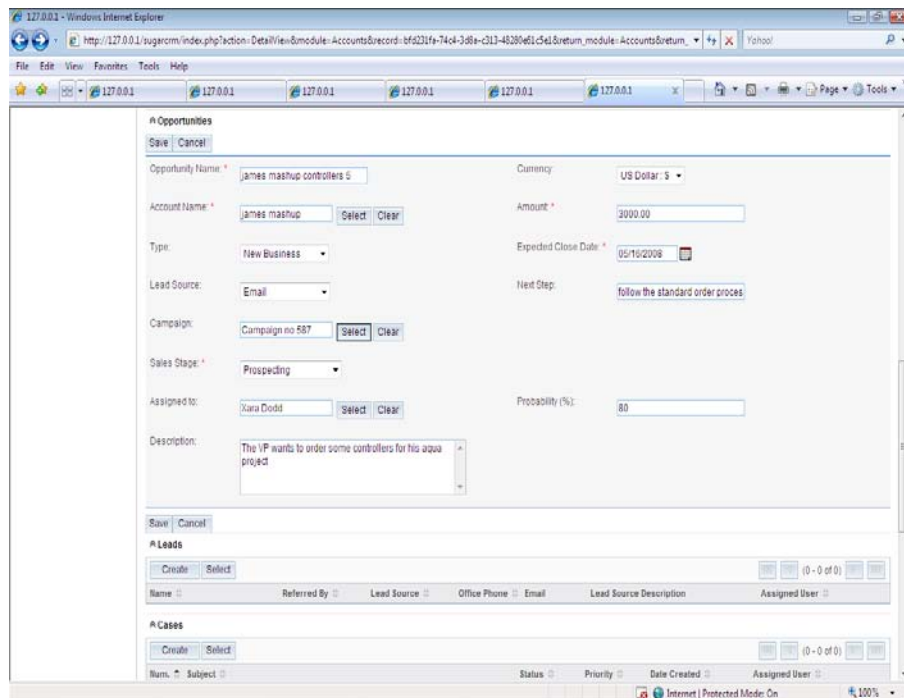 127.0.0.1 - Windows Internet Explorer
http://127.0.0.1/sugarcrm/index.php?action=DetailView&module=Accounts&record=bfd231fa-74c4-3d8a-c313-48280e61c5e1&return_module=Accounts&return_ Yahoo!
File Edit View Favorites Tools Help
127.0.0.1 127.0.0.1 127.0.0.1 127.0.0.1 127.0.0.1 127.0.0.1 x Page Tools
Opportunities
Save Cancel
Opportunity Name: * james mashup controllers 5 Currency: US Dollar : $
Account Name: * james mashup Select Clear Amount: * 3000.00
Type: New Business Expected Close Date: * 05/16/2008
Lead Source: Email Next Step: follow the standard order proces
Campaign: Campaign no 587 Select Clear
Sales Stage: * Prospecting
Assigned to: Xara Dodd Select Clear Probability (%): 80
Description: The VP wants to order some controllers for his aqua
project
Save Cancel
Leads
Create Select (0 - 0 of 0)
Name Referred By Lead Source Office Phone Email Lead Source Description Assigned User
Cases
Create Select (0 - 0 of 0)
Num. Subject Status Priority Date Created Assigned User
Internet | Protected Mode: On 100%